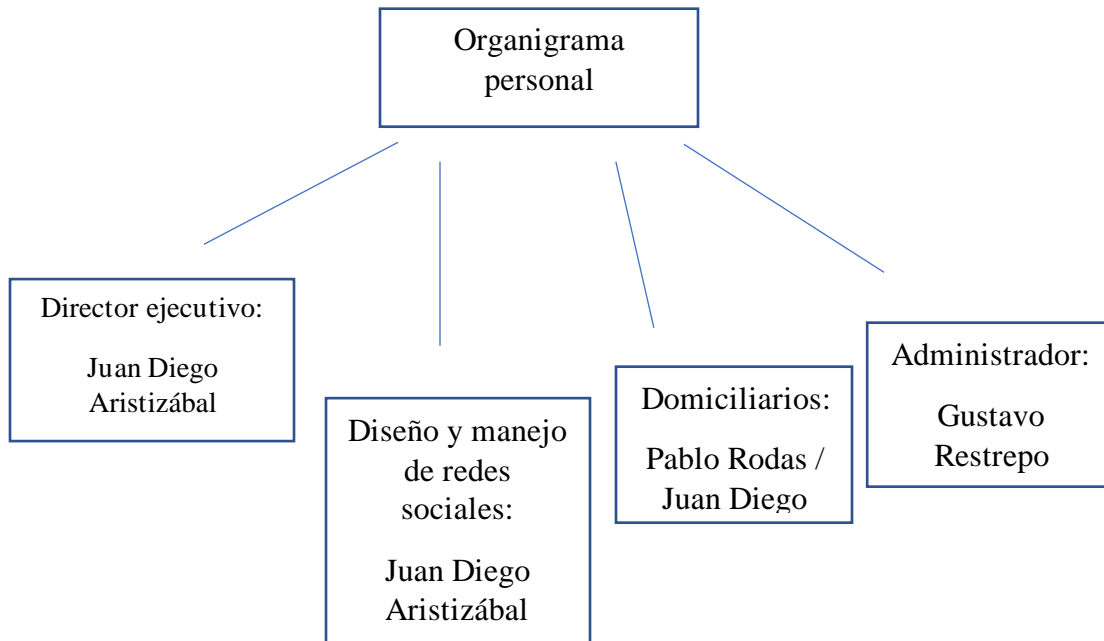 Organigrama
personal
Director ejecutivo:
Juan Diego
Aristizábal
Diseño y manejo
de redes
sociales:
Juan Diego
Aristizábal
Domiciliarios:
Pablo Rodas /
Juan Diego
Administrador:
Gustavo
Restrepo